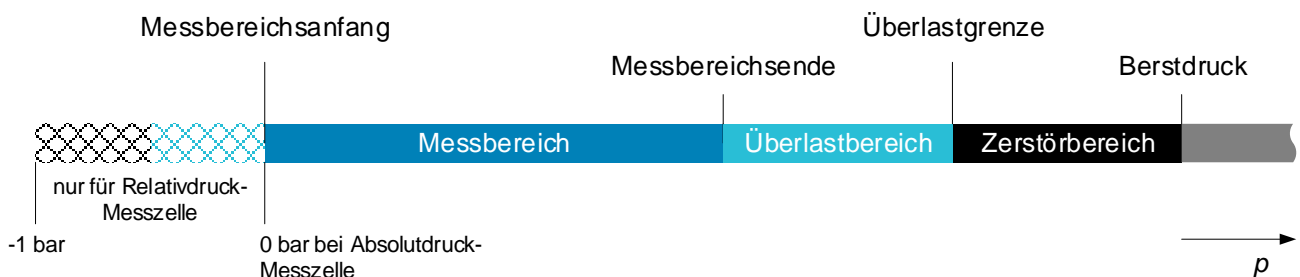 Messbereichsanfang
Überlastgrenze
Messbereichsende
Berstdruck
Messbereich
Überlastbereich
Zerstörbereich
nur für Relativdruck-
Messzelle
-1 bar
0 bar bei Absolutdruck-
Messzelle
p